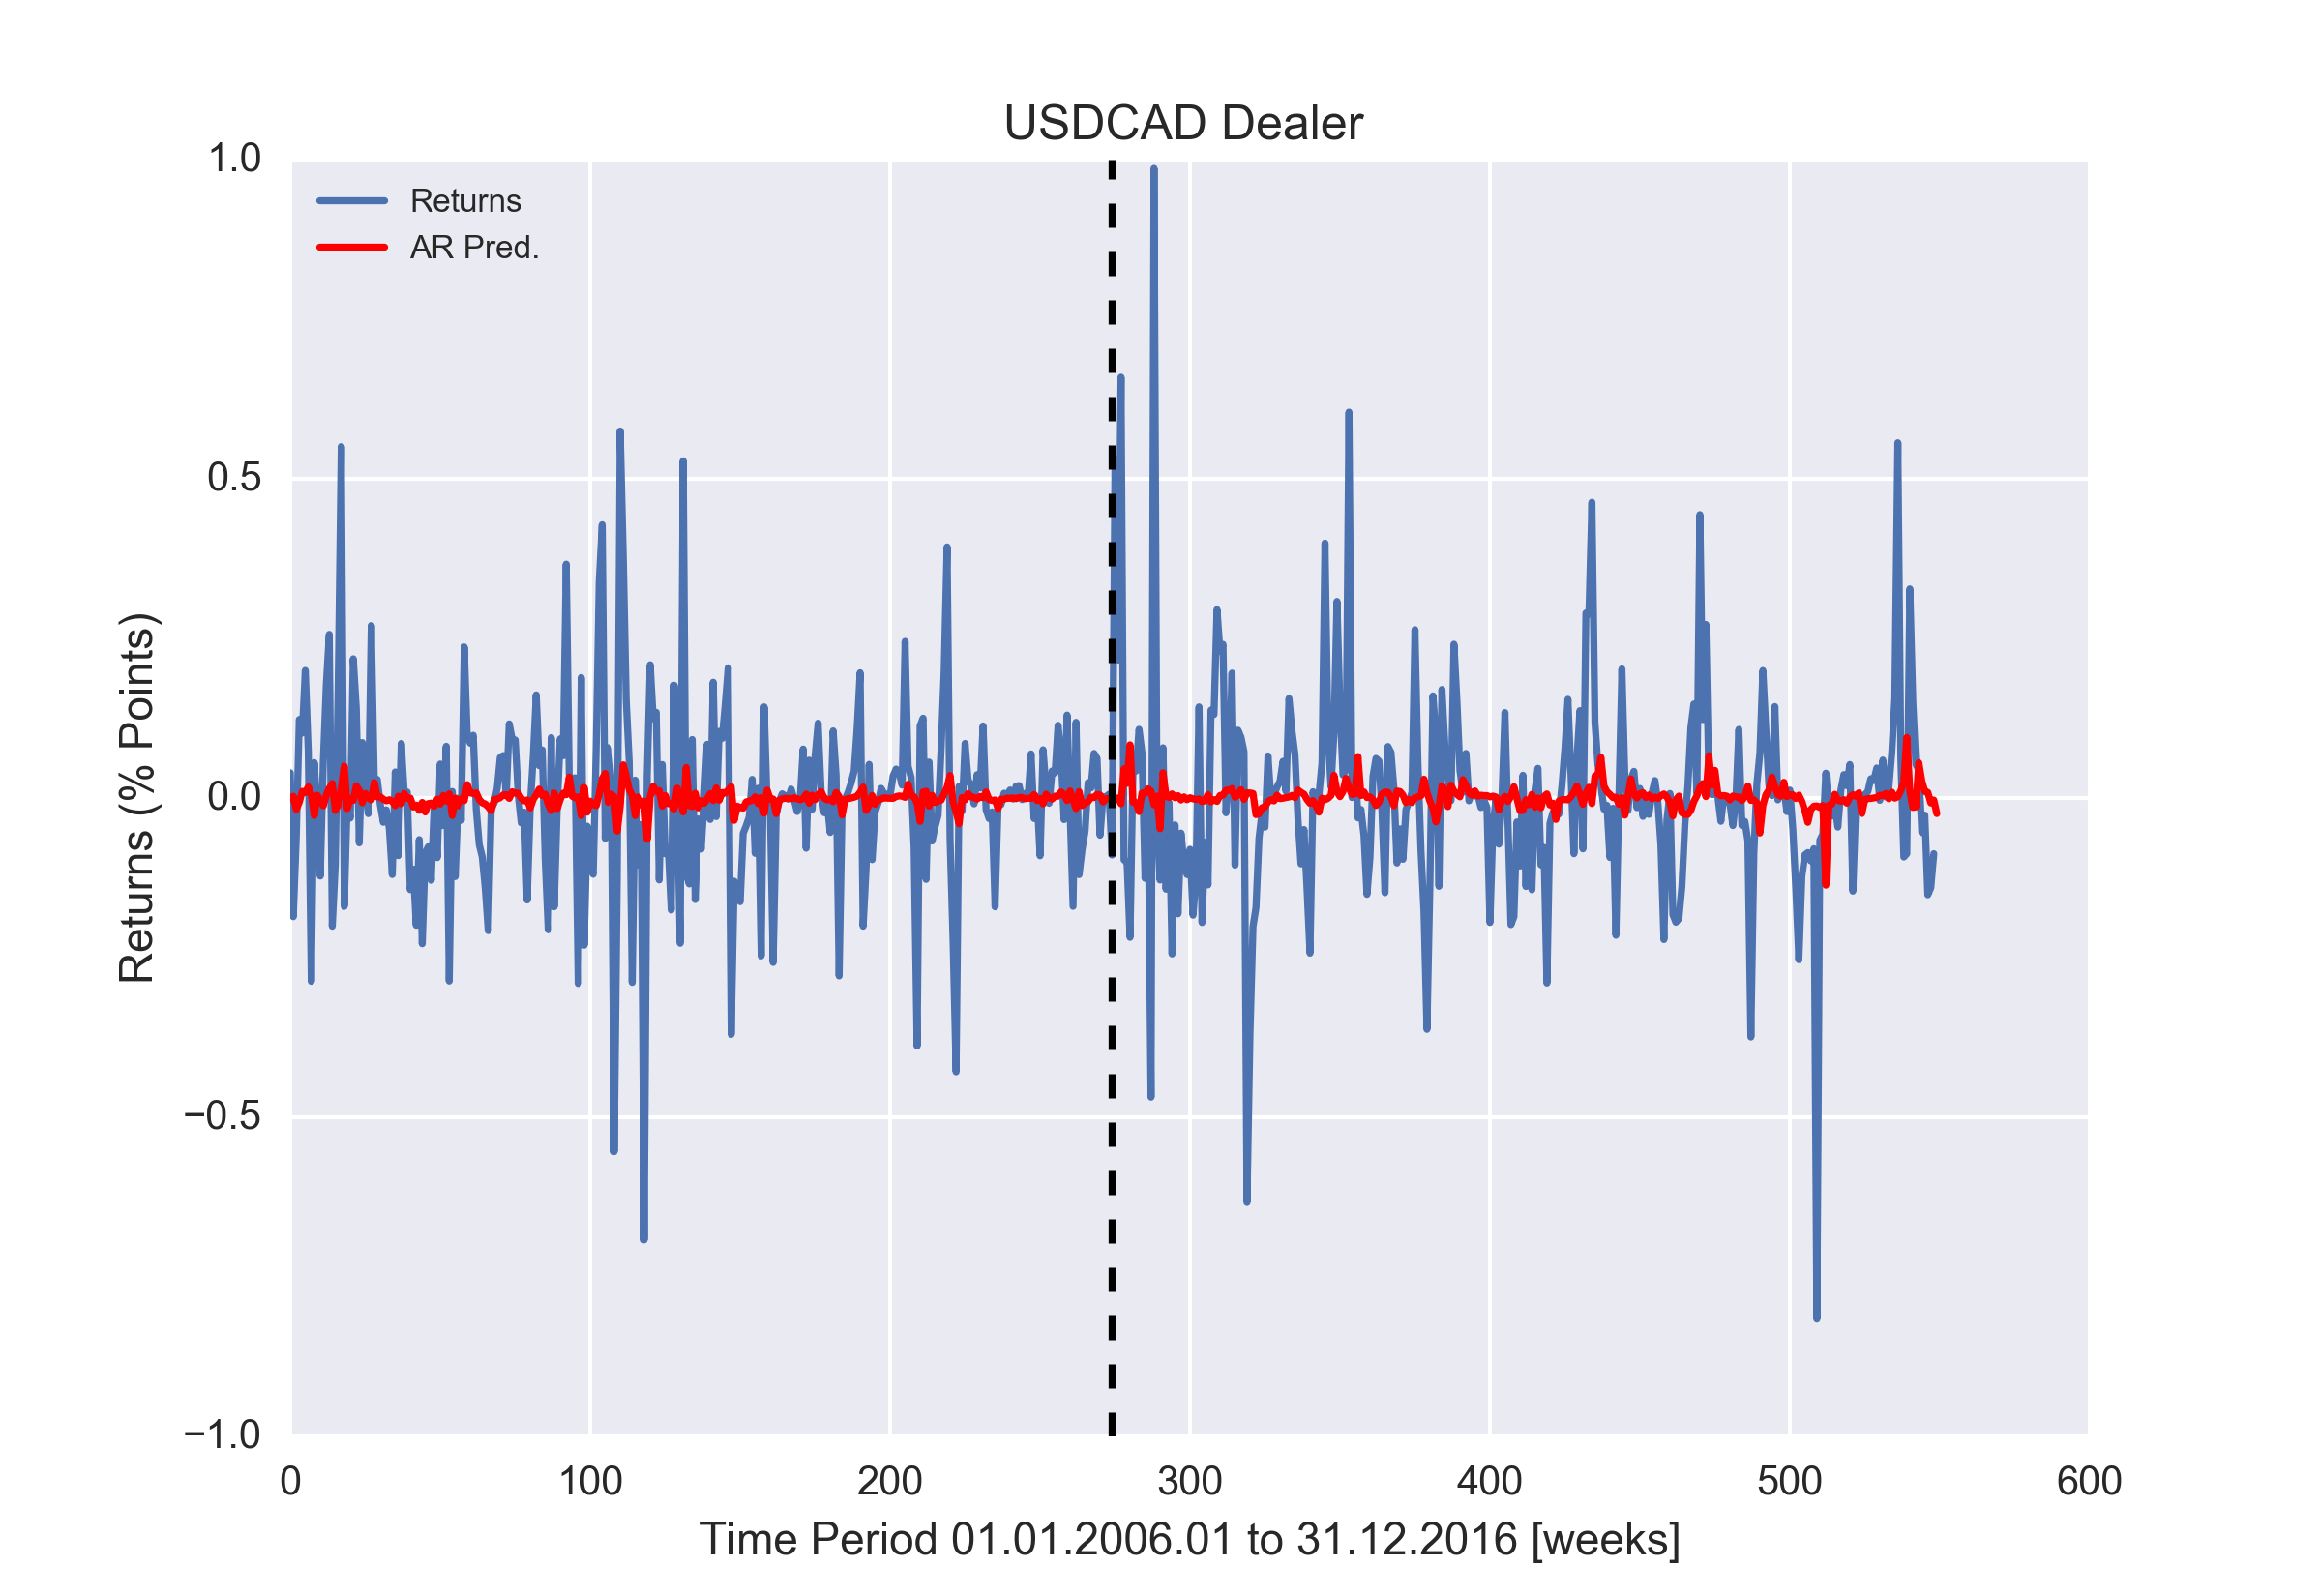 USDCAD Dealer
Returns
AR Pred.
1.0
0.5
0.0
−0.5
−1.0
Returns (% Points)
0 100 200 300 400 500 600
Time Period 01.01.2006.01 to 31.12.2016 [weeks]